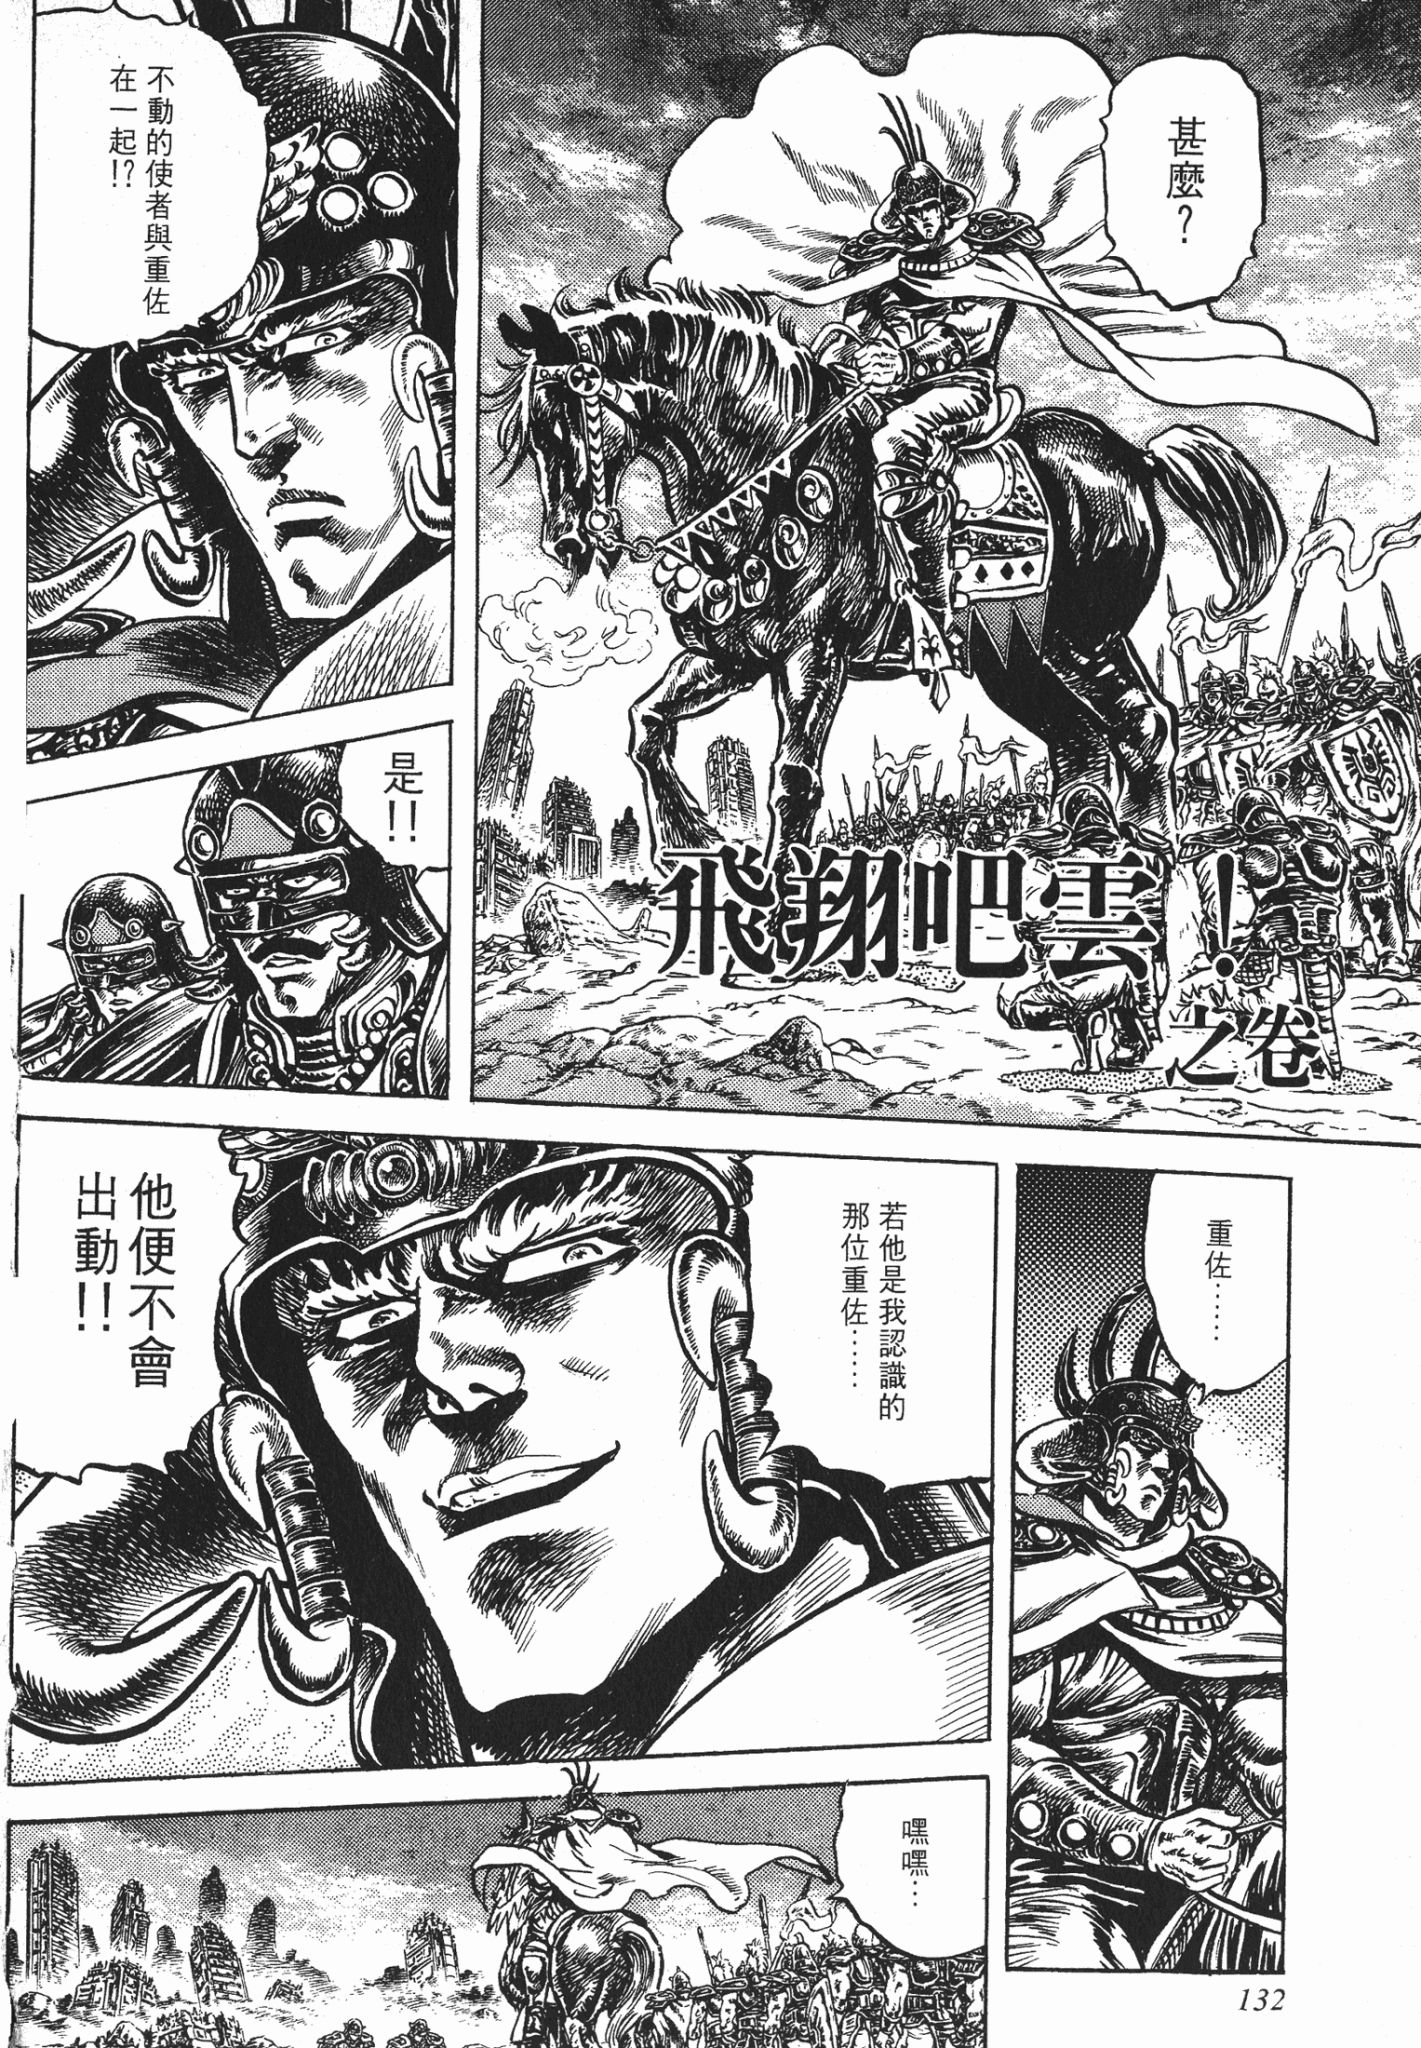 甚麼?
飛翔吧雲!
之卷
不動的使者與重佐
在一起!?
是!!
重佐……
若他是我認識的
那位重佐……
他便不會
出動!!
嘿嘿…
132